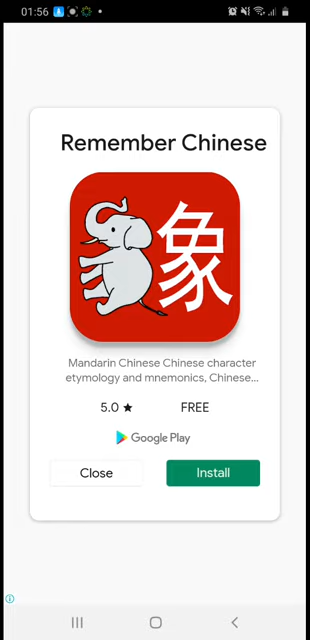 01:56
Remember Chinese
象
Mandarin Chinese Chinese character
etymology and mnemonics, Chinese...
5.0 ★ FREE
Google Play
Close Install